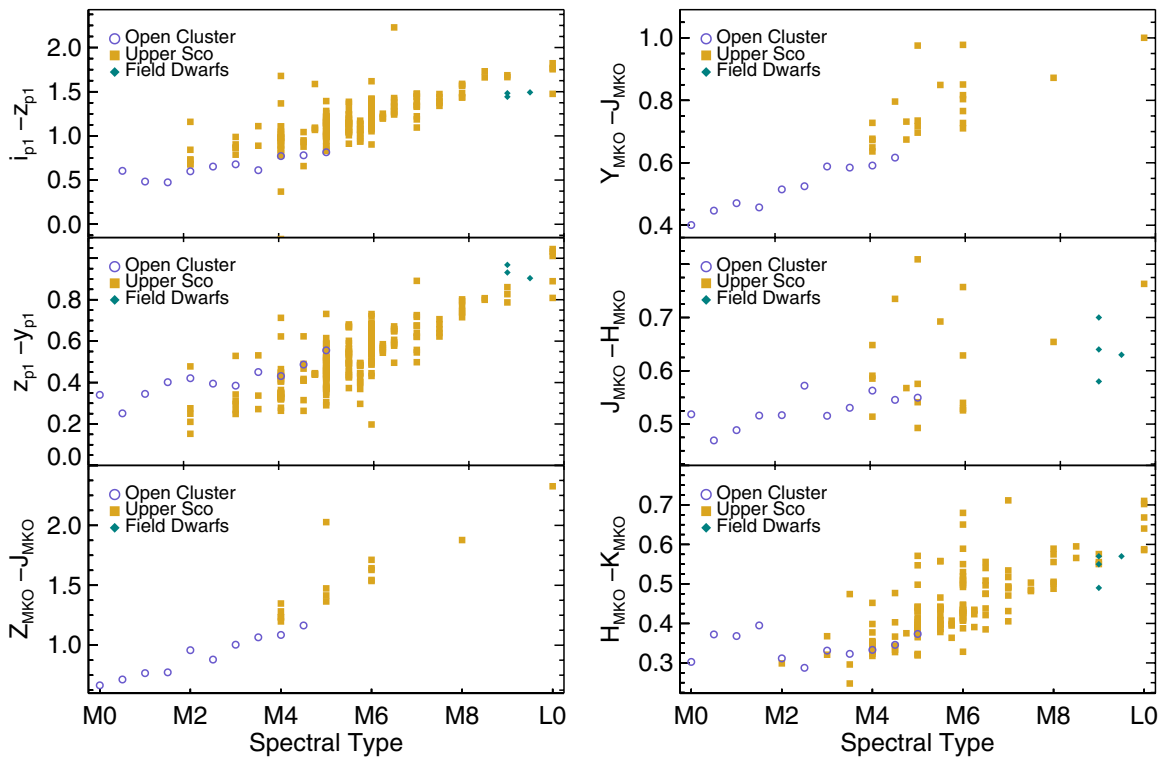 Open Cluster
Upper Sco
Field Dwarfs
2.0
1.5
1.0
0.5
0.0
i_p1 −z_p1
Open Cluster
Upper Sco
Field Dwarfs
0.8
0.6
0.4
0.2
0.0
z_p1 −y_p1
Open Cluster
Upper Sco
Field Dwarfs
2.0
1.5
1.0
Z_MKO −J_MKO
M0 M2 M4 M6 M8 L0
Spectral Type
Open Cluster
Upper Sco
Field Dwarfs
1.0
0.8
0.6
0.4
Y_MKO −J_MKO
Open Cluster
Upper Sco
Field Dwarfs
0.7
0.6
0.5
J_MKO −H_MKO
Open Cluster
Upper Sco
Field Dwarfs
0.7
0.6
0.5
0.4
0.3
H_MKO −K_MKO
M0 M2 M4 M6 M8 L0
Spectral Type